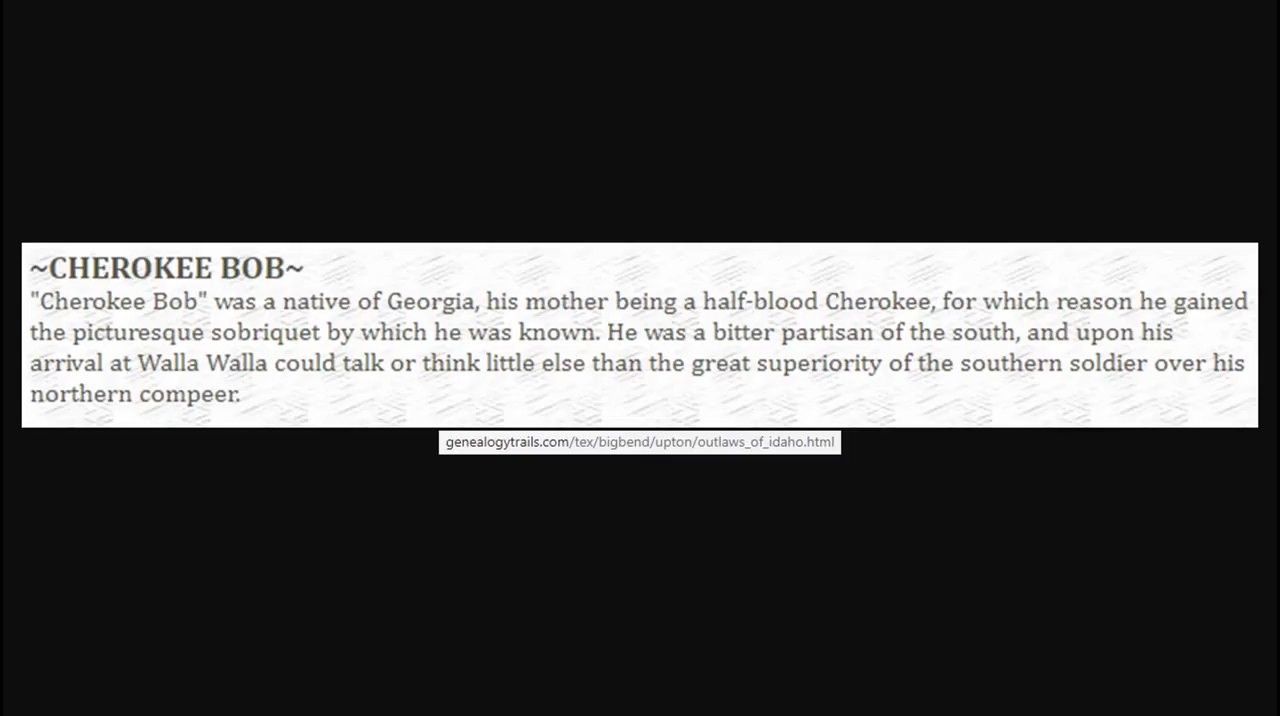 ~CHEROKEE BOB~
"Cherokee Bob" was a native of Georgia, his mother being a half-blood Cherokee, for which reason he gained
the picturesque sobriquet by which he was known. He was a bitter partisan of the south, and upon his
arrival at Walla Walla could talk or think little else than the great superiority of the southern soldier over his
northern compeer.
genealogytrails.com/tex/bigbend/upton/outlaws_of_idaho.html